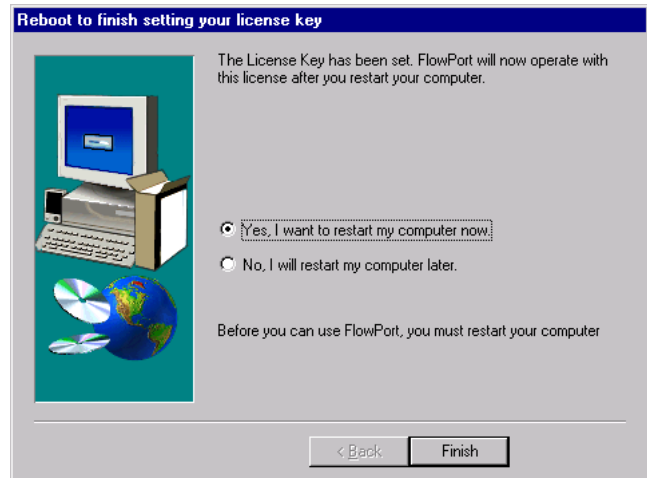 Reboot to finish setting your license key
The License Key has been set. FlowPort will now operate with
this license after you restart your computer.
Yes, I want to restart my computer now.
No, I will restart my computer later.
Before you can use FlowPort, you must restart your computer
< Back
Finish